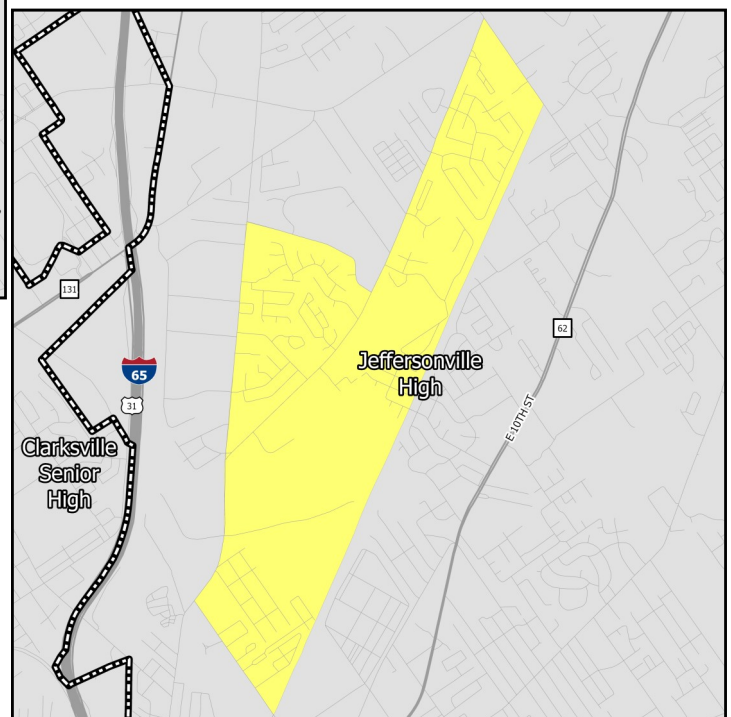 131
65
31
62
E 10TH ST
Jeffersonville
High
Clarksville
Senior
High